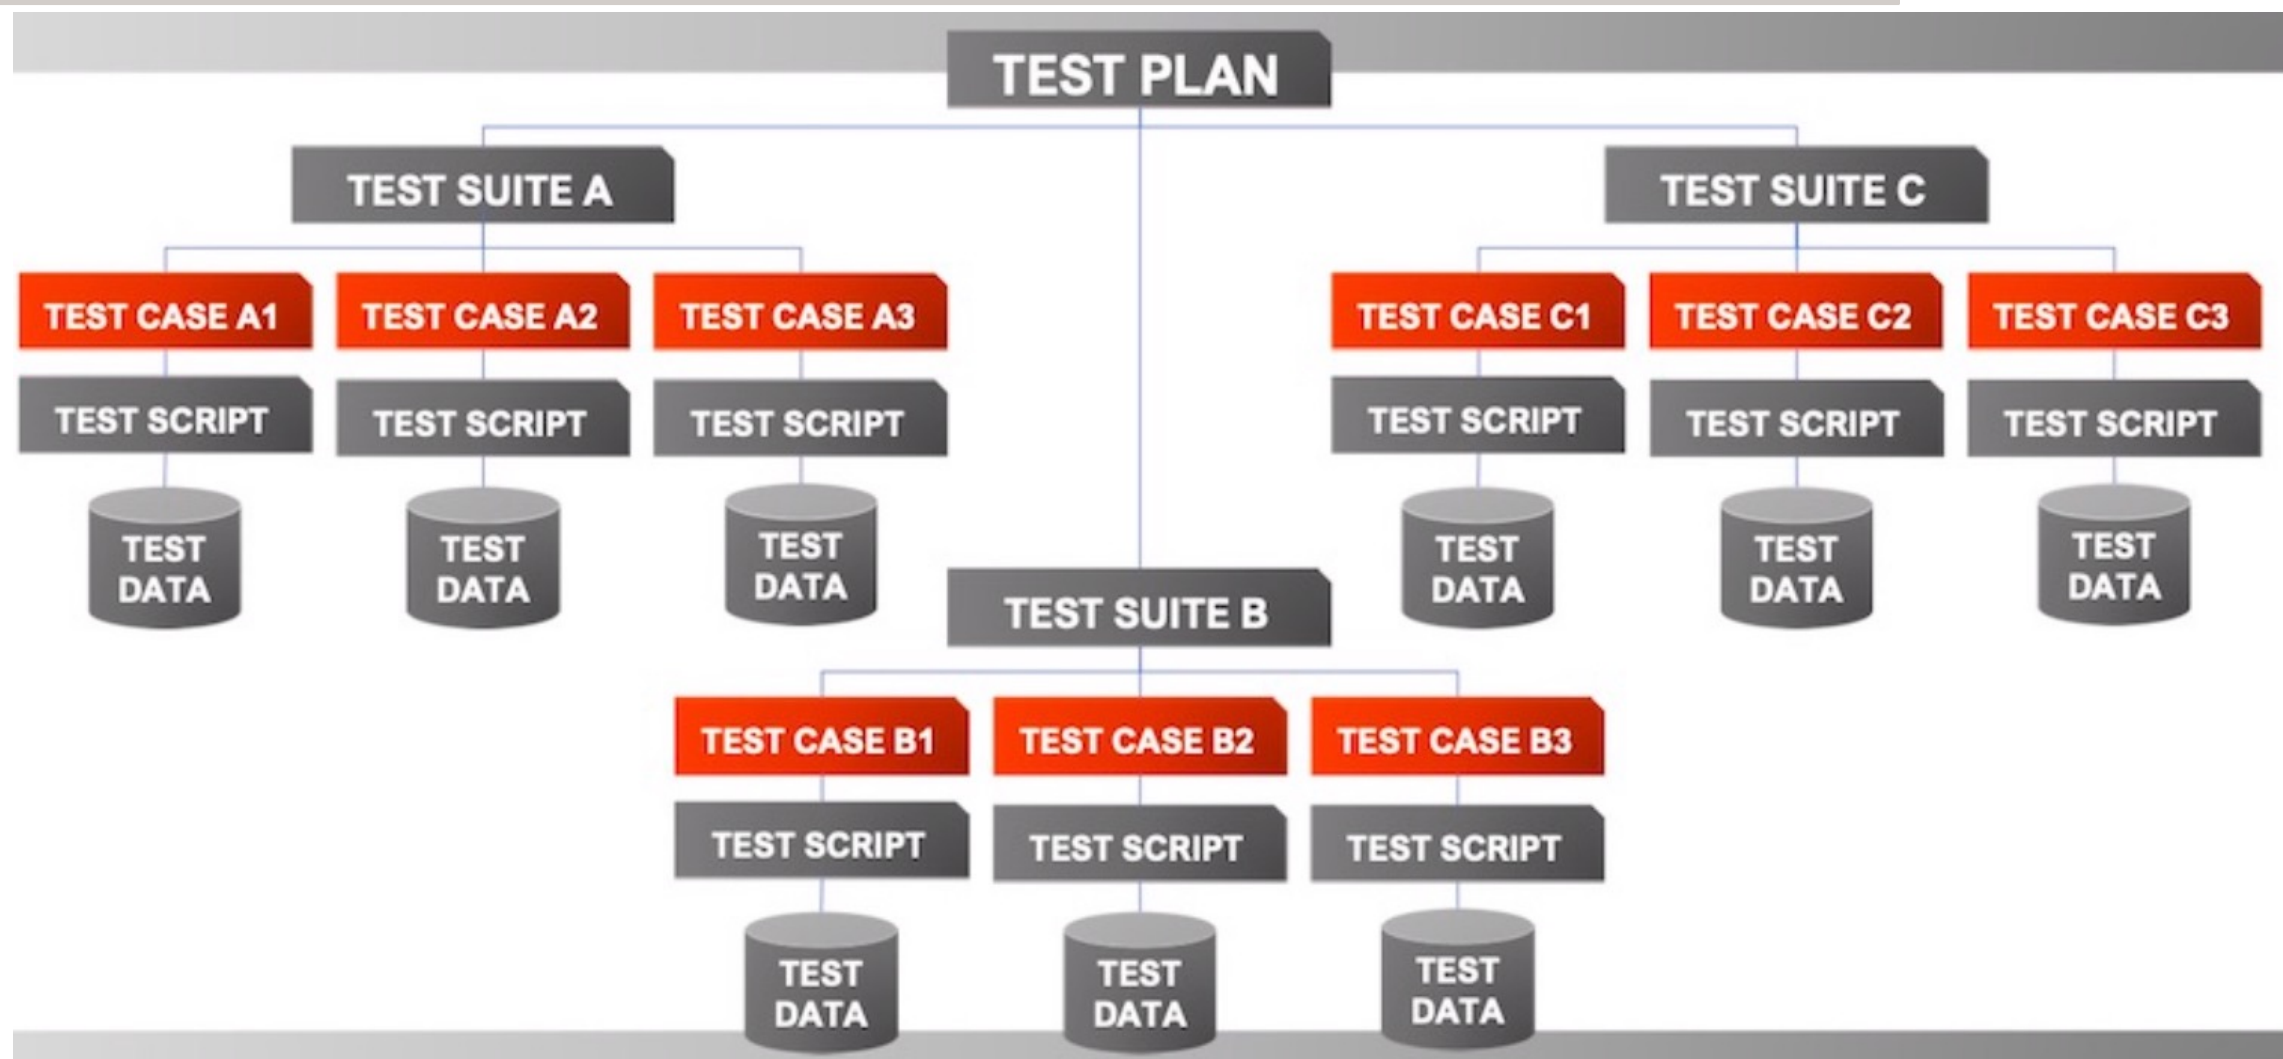 TEST PLAN
TEST SUITE A
TEST SUITE C
TEST CASE A1
TEST CASE A2
TEST CASE A3
TEST CASE C1
TEST CASE C2
TEST CASE C3
TEST SCRIPT
TEST SCRIPT
TEST SCRIPT
TEST SCRIPT
TEST SCRIPT
TEST SCRIPT
TEST
DATA
TEST
DATA
TEST
DATA
TEST
DATA
TEST
DATA
TEST
DATA
TEST SUITE B
TEST CASE B1
TEST CASE B2
TEST CASE B3
TEST SCRIPT
TEST SCRIPT
TEST SCRIPT
TEST
DATA
TEST
DATA
TEST
DATA